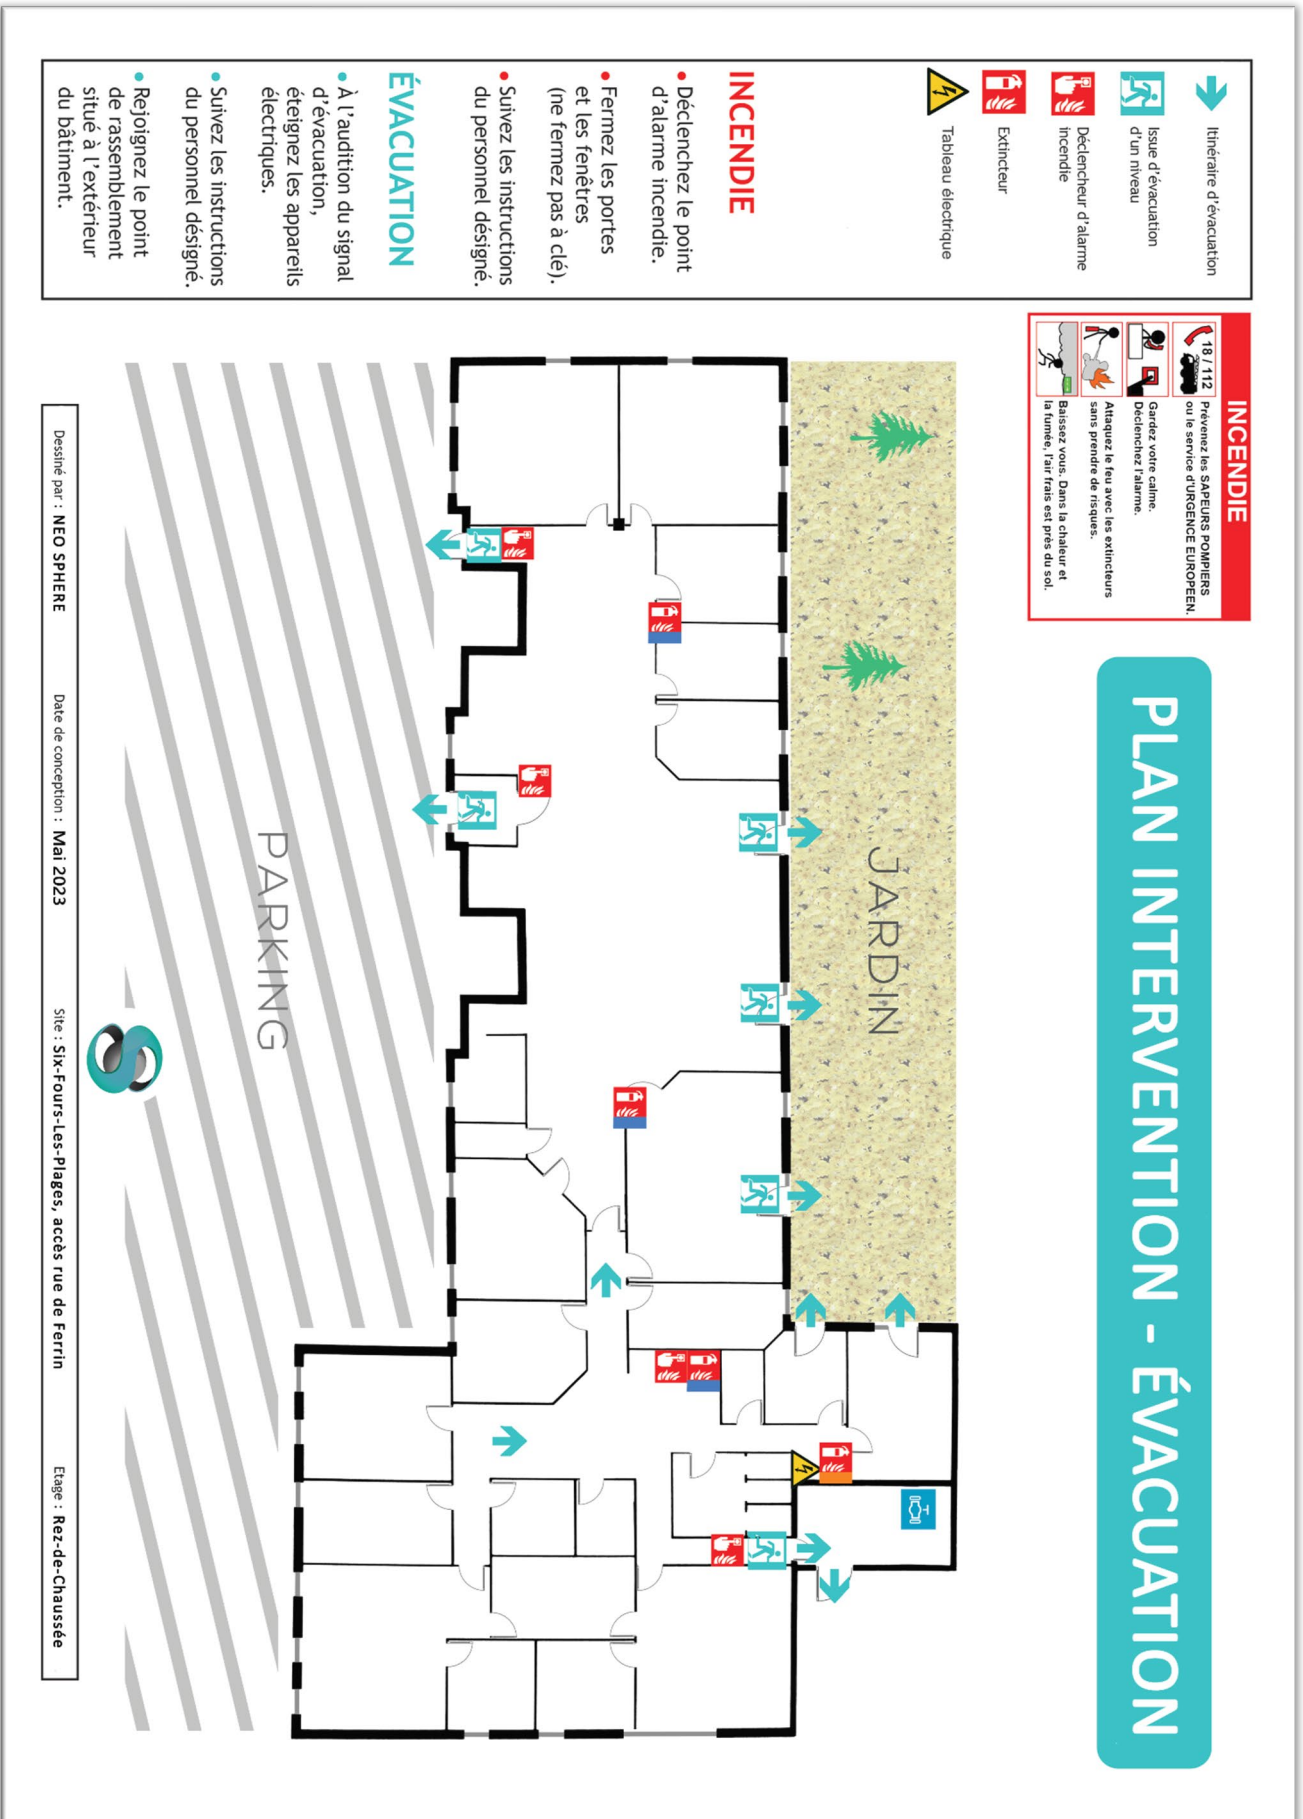 PLAN INTERVENTION - ÉVACUATION
INCENDIE
18 / 112
Prévenez les SAPEURS POMPIERS
ou le service d'URGENCE EUROPEEN.
Gardez votre calme.
Déclenchez l'alarme.
Attaquez le feu avec les extincteurs
sans prendre de risques.
Baissez vous. Dans la chaleur et
la fumée, l'air frais est près du sol.
Itinéraire d'évacuation
Issue d'évacuation
d'un niveau
Déclencheur d'alarme
incendie
Extincteur
Tableau électrique
INCENDIE
• Déclenchez le point
d'alarme incendie.
• Fermez les portes
et les fenêtres
(ne fermez pas à clé).
• Suivez les instructions
du personnel désigné.
ÉVACUATION
• À l'audition du signal
d'évacuation,
éteignez les appareils
électriques.
• Suivez les instructions
du personnel désigné.
• Rejoignez le point
de rassemblement
situé à l'extérieur
du bâtiment.
JARDIN
PARKING
Dessiné par : NEO SPHERE
Date de conception : Mai 2023
Site : Six-Fours-Les-Plages, accès rue de Ferrin
Etage : Rez-de-Chaussée